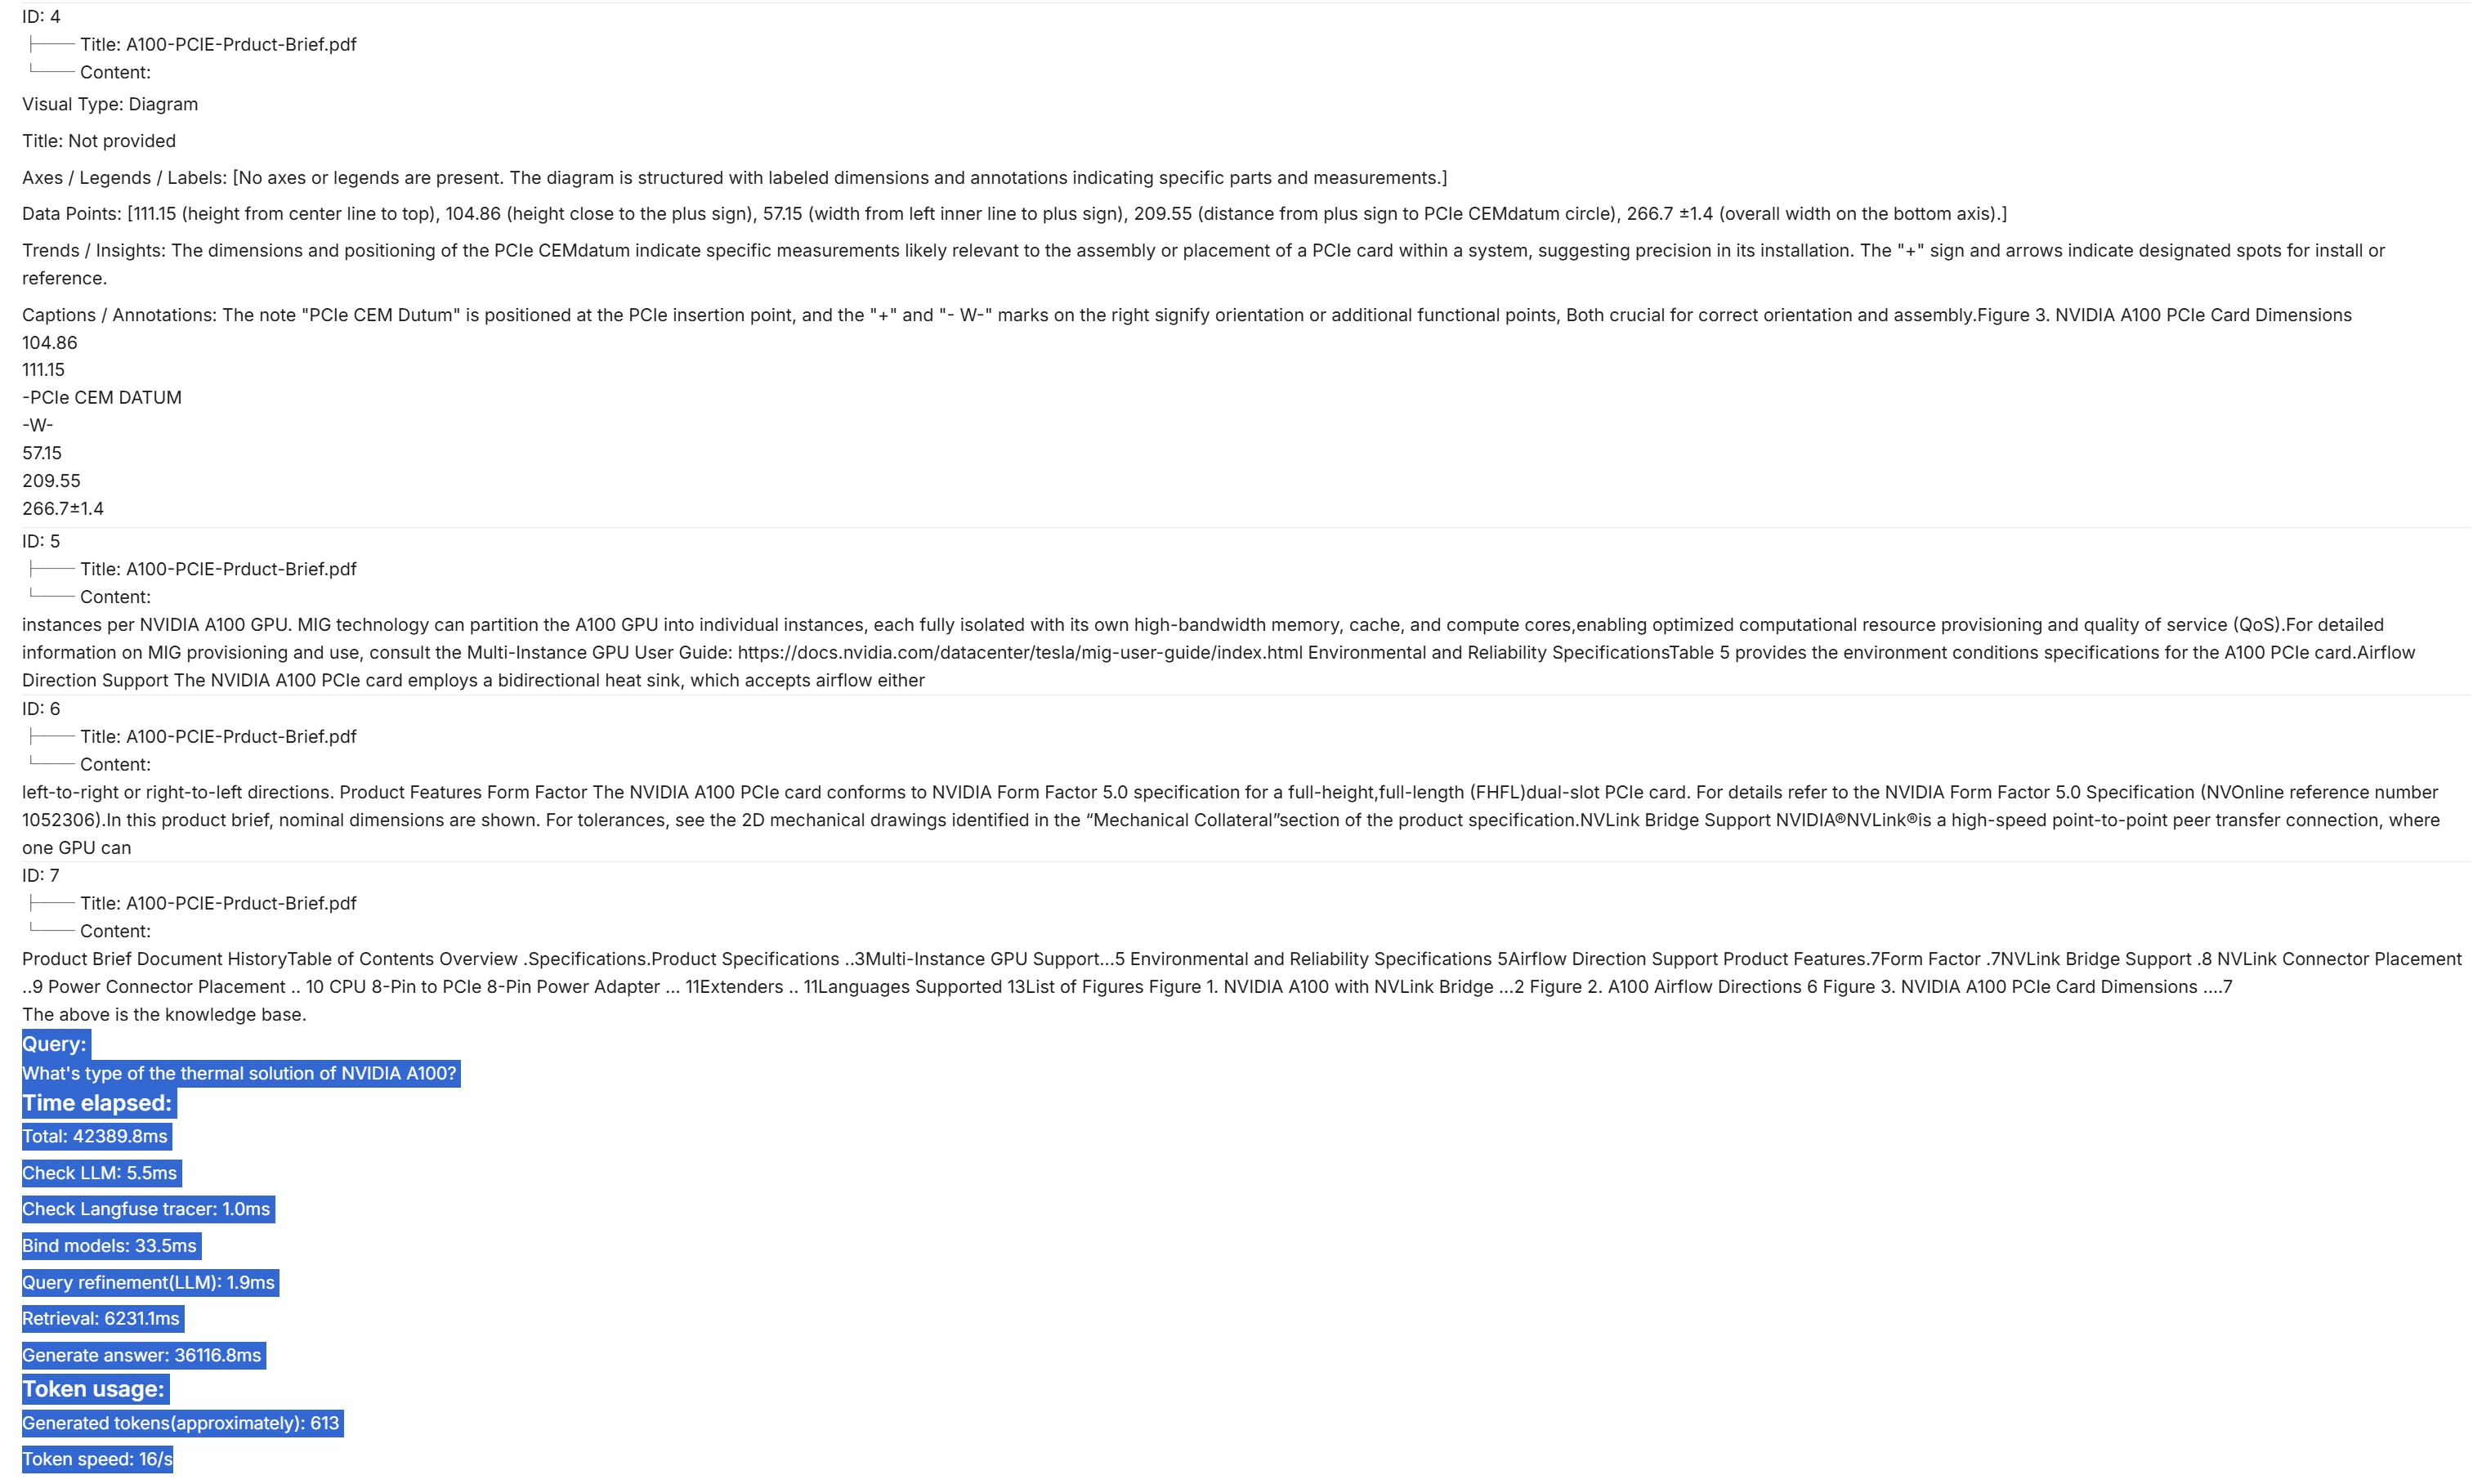 ID: 4
├── Title: A100-PCIE-Prduct-Brief.pdf
└── Content:
Visual Type: Diagram
Title: Not provided
Axes / Legends / Labels: [No axes or legends are present. The diagram is structured with labeled dimensions and annotations indicating specific parts and measurements.]
Data Points: [111.15 (height from center line to top), 104.86 (height close to the plus sign), 57.15 (width from left inner line to plus sign), 209.55 (distance from plus sign to PCIe CEMdatum circle), 266.7 ±1.4 (overall width on the bottom axis).]
Trends / Insights: The dimensions and positioning of the PCIe CEMdatum indicate specific measurements likely relevant to the assembly or placement of a PCIe card within a system, suggesting precision in its installation. The "+" sign and arrows indicate designated spots for install or
reference.
Captions / Annotations: The note "PCIe CEM Dutum" is positioned at the PCIe insertion point, and the "+" and "- W-" marks on the right signify orientation or additional functional points, Both crucial for correct orientation and assembly.Figure 3. NVIDIA A100 PCIe Card Dimensions
104.86
111.15
-PCIe CEM DATUM
-W-
57.15
209.55
266.7±1.4
ID: 5
├── Title: A100-PCIE-Prduct-Brief.pdf
└── Content:
instances per NVIDIA A100 GPU. MIG technology can partition the A100 GPU into individual instances, each fully isolated with its own high-bandwidth memory, cache, and compute cores,enabling optimized computational resource provisioning and quality of service (QoS).For detailed
information on MIG provisioning and use, consult the Multi-Instance GPU User Guide: https://docs.nvidia.com/datacenter/tesla/mig-user-guide/index.html Environmental and Reliability SpecificationsTable 5 provides the environment conditions specifications for the A100 PCIe card.Airflow
Direction Support The NVIDIA A100 PCIe card employs a bidirectional heat sink, which accepts airflow either
ID: 6
├── Title: A100-PCIE-Prduct-Brief.pdf
└── Content:
left-to-right or right-to-left directions. Product Features Form Factor The NVIDIA A100 PCIe card conforms to NVIDIA Form Factor 5.0 specification for a full-height,full-length (FHFL)dual-slot PCIe card. For details refer to the NVIDIA Form Factor 5.0 Specification (NVOnline reference number
1052306).In this product brief, nominal dimensions are shown. For tolerances, see the 2D mechanical drawings identified in the “Mechanical Collateral”section of the product specification.NVLink Bridge Support NVIDIA®NVLink®is a high-speed point-to-point peer transfer connection, where
one GPU can
ID: 7
├── Title: A100-PCIE-Prduct-Brief.pdf
└── Content:
Product Brief Document HistoryTable of Contents Overview .Specifications.Product Specifications ..3Multi-Instance GPU Support...5 Environmental and Reliability Specifications 5Airflow Direction Support Product Features.7Form Factor .7NVLink Bridge Support .8 NVLink Connector Placement
..9 Power Connector Placement .. 10 CPU 8-Pin to PCIe 8-Pin Power Adapter ... 11Extenders .. 11Languages Supported 13List of Figures Figure 1. NVIDIA A100 with NVLink Bridge ...2 Figure 2. A100 Airflow Directions 6 Figure 3. NVIDIA A100 PCIe Card Dimensions ....7
The above is the knowledge base.
Query:
What's type of the thermal solution of NVIDIA A100?
Time elapsed:
Total: 42389.8ms
Check LLM: 5.5ms
Check Langfuse tracer: 1.0ms
Bind models: 33.5ms
Query refinement(LLM): 1.9ms
Retrieval: 6231.1ms
Generate answer: 36116.8ms
Token usage:
Generated tokens(approximately): 613
Token speed: 16/s